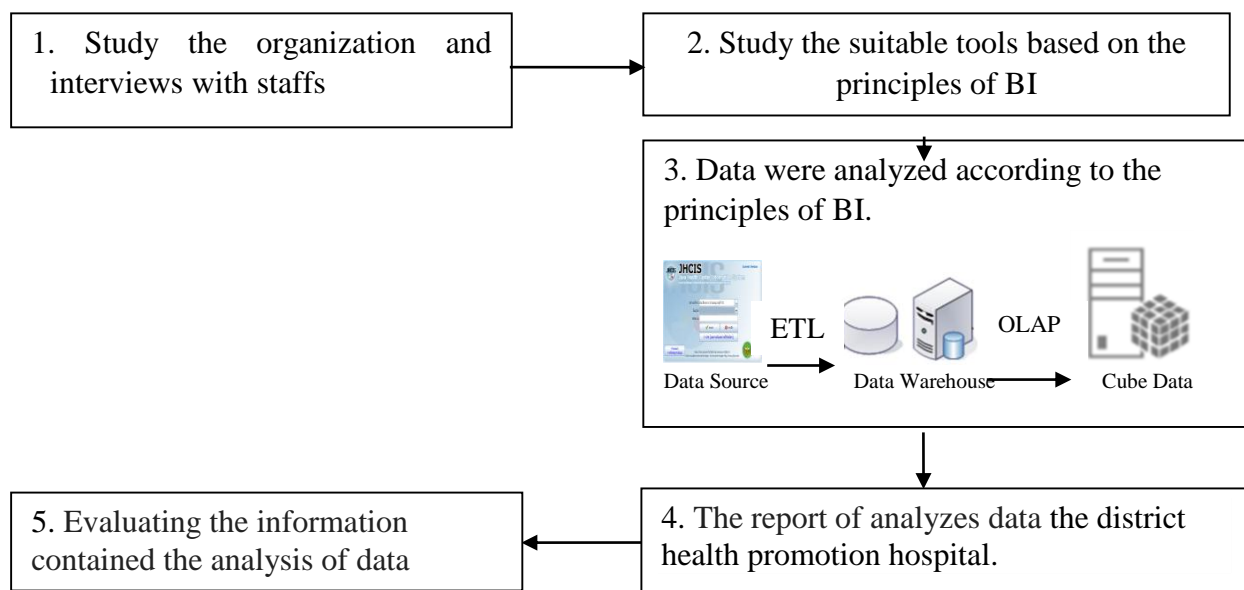 1. Study the organization and
interviews with staffs
2. Study the suitable tools based on the
principles of BI
3. Data were analyzed according to the
principles of BI.
JHCIS
ETL
OLAP
Data Source
Data Warehouse
Cube Data
5. Evaluating the information
contained the analysis of data
4. The report of analyzes data the district
health promotion hospital.